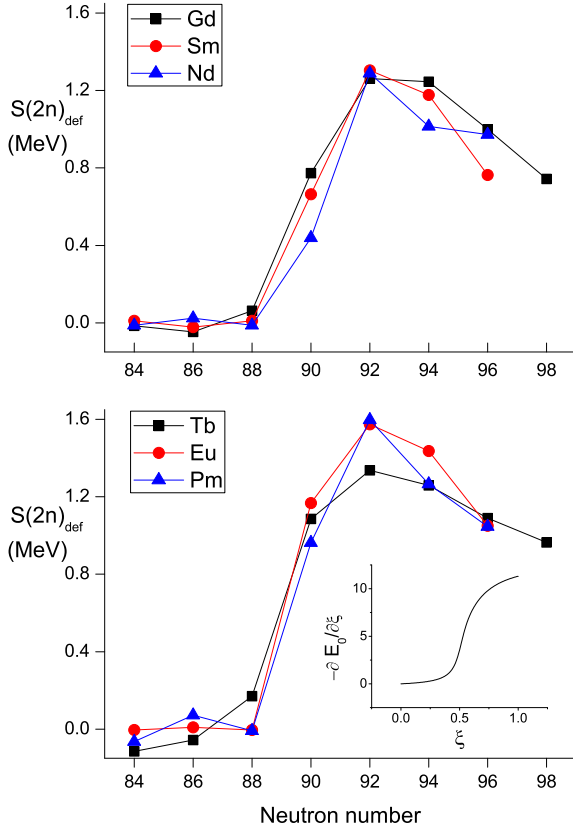 1.6
1.2
0.8
0.4
0.0
S(2n)def
(MeV)
Gd
Sm
Nd
84 86 88 90 92 94 96 98
1.6
1.2
0.8
0.4
0.0
S(2n)def
(MeV)
Tb
Eu
Pm
10
5
0
−∂ E0/∂ξ
0.0 0.5 1.0
ξ
84 86 88 90 92 94 96 98
Neutron number